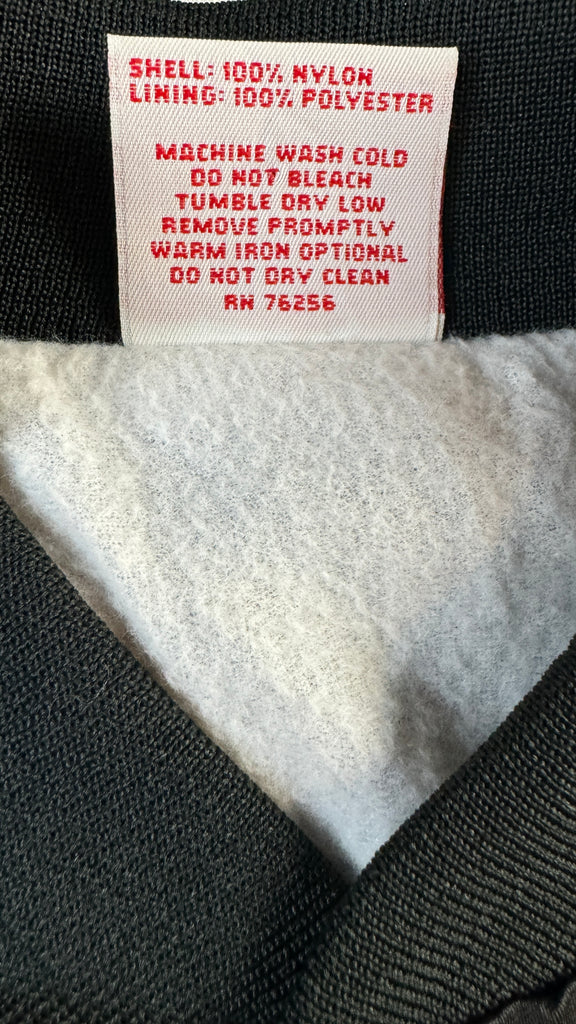 SHELL: 100% NYLON
LINING: 100% POLYESTER
MACHINE WASH COLD
DO NOT BLEACH
TUMBLE DRY LOW
REMOVE PROMPTLY
WARM IRON OPTIONAL
DO NOT DRY CLEAN
RN 76256